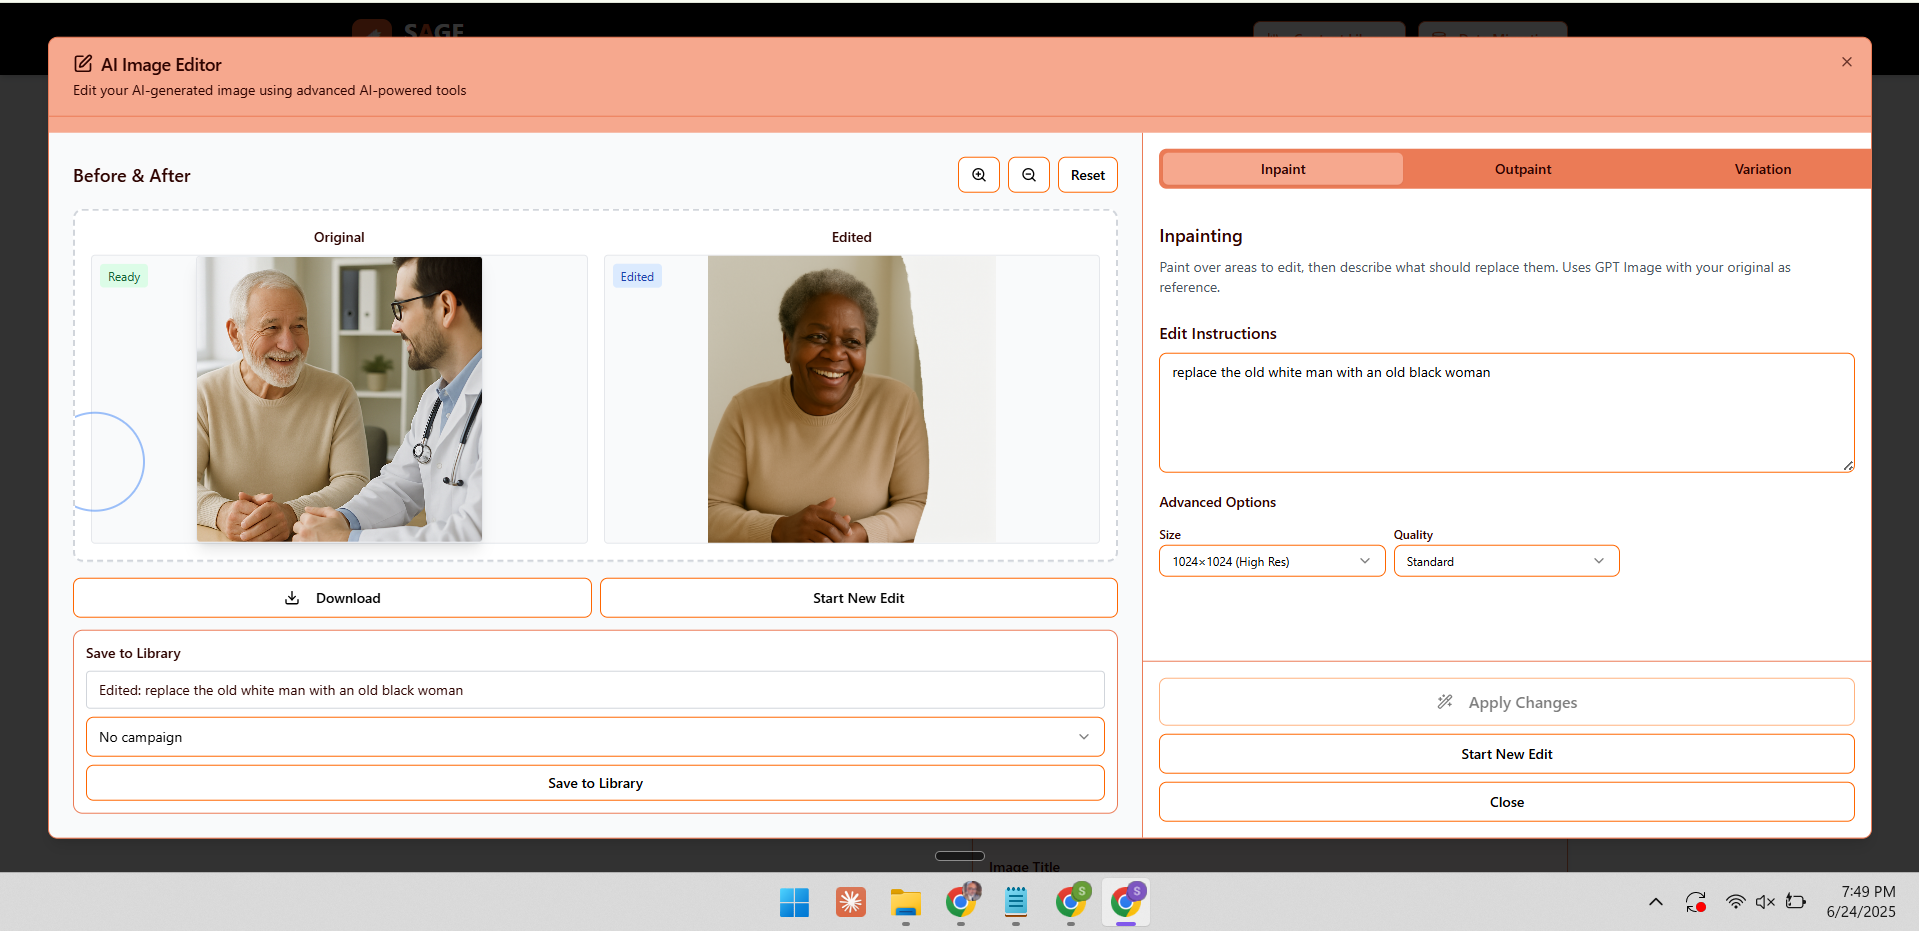 SAGE
AI Image Editor
Edit your AI-generated image using advanced AI-powered tools
Before & After
Reset
Original
Edited
Ready
Edited
Download
Start New Edit
Save to Library
Edited: replace the old white man with an old black woman
No campaign
Save to Library
Inpaint
Outpaint
Variation
Inpainting
Paint over areas to edit, then describe what should replace them. Uses GPT Image with your original as
reference.
Edit Instructions
replace the old white man with an old black woman
Advanced Options
Size
Quality
1024×1024 (High Res)
Standard
Apply Changes
Start New Edit
Close
Image Title
S
S
7:49 PM
6/24/2025